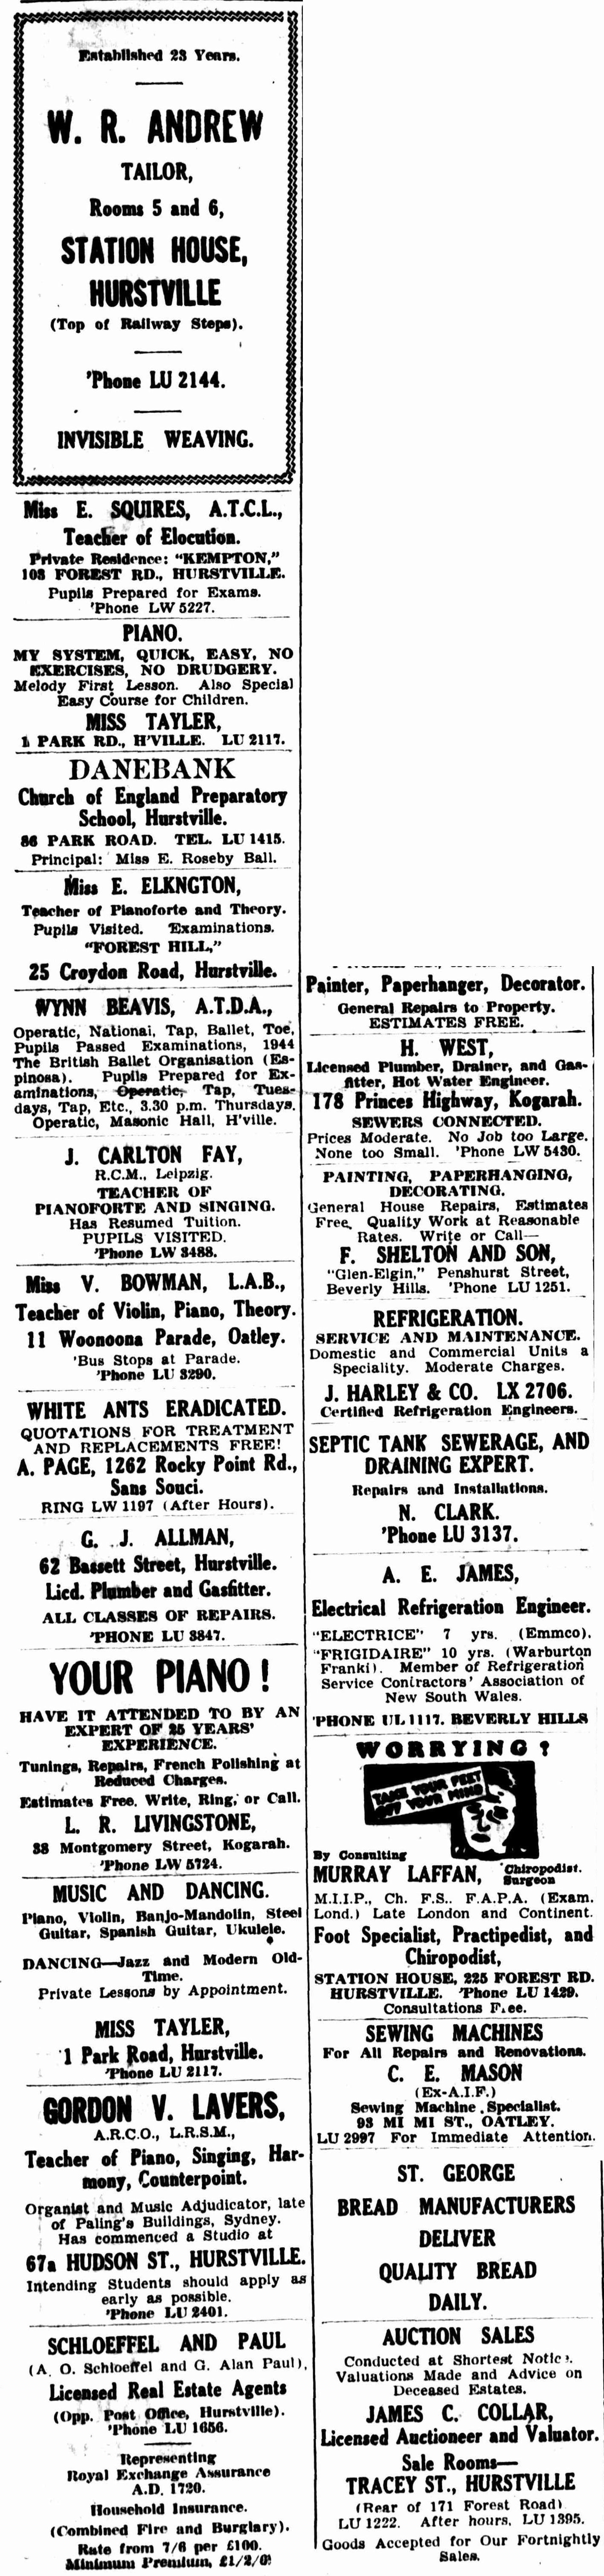 Established 23 Years.
W. R. ANDREW
TAILOR,
Rooms 5 and 6,
STATION HOUSE,
HURSTVILLE
(Top of Railway Steps).
'Phone LU 2144.
INVISIBLE WEAVING.
Miss E. SQUIRES, A.T.C.L.,
Teacher of Elocution.
Private Residence: "KEMPTON,"
103 FOREST RD., HURSTVILLE.
Pupils Prepared for Exams.
'Phone LW 5227.
PIANO.
MY SYSTEM, QUICK, EASY, NO
EXERCISES, NO DRUDGERY.
Melody First Lesson. Also Special
Easy Course for Children.
MISS TAYLER,
1 PARK RD., H'VILLE. LU 2117.
DANEBANK
Church of England Preparatory
School, Hurstville.
86 PARK ROAD. TEL. LU 1415.
Principal: Miss E. Roseby Ball.
Miss E. ELKNGTON,
Teacher of Pianoforte and Theory.
Pupils Visited. Examinations.
"FOREST HILL,"
25 Croydon Road, Hurstville.
WYNN BEAVIS, A.T.D.A.,
Operatic, National, Tap, Ballet, Toe,
Pupils Passed Examinations, 1944
The British Ballet Organisation (Es-
pinosa). Pupils Prepared for Ex-
aminations, Operatic, Tap, Tues-
days, Tap, Etc., 3.30 p.m. Thursdays,
Operatic, Masonic Hall, H'ville.
J. CARLTON FAY,
R.C.M., Leipzig.
TEACHER OF
PIANOFORTE AND SINGING.
Has Resumed Tuition.
PUPILS VISITED.
'Phone LW 3488.
Miss V. BOWMAN, L.A.B.,
Teacher of Violin, Piano, Theory.
11 Woonoona Parade, Oatley.
'Bus Stops at Parade.
'Phone LU 3290.
WHITE ANTS ERADICATED.
QUOTATIONS FOR TREATMENT
AND REPLACEMENTS FREE!
A. PAGE, 1262 Rocky Point Rd.,
Sans Souci.
RING LW 1197 (After Hours).
G. J. ALLMAN,
62 Bassett Street, Hurstville.
Licd. Plumber and Gasfitter.
ALL CLASSES OF REPAIRS.
'PHONE LU 3847.
YOUR PIANO!
HAVE IT ATTENDED TO BY AN
EXPERT OF 25 YEARS'
EXPERIENCE.
Tunings, Repairs, French Polishing at
Reduced Charges.
Estimates Free. Write, Ring, or Call.
L. R. LIVINGSTONE,
38 Montgomery Street, Kogarah.
'Phone LW 5724.
MUSIC AND DANCING.
Piano, Violin, Banjo-Mandolin, Steel
Guitar, Spanish Guitar, Ukulele.
DANCING—Jazz and Modern Old-
Time.
Private Lessons by Appointment.
MISS TAYLER,
1 Park Road, Hurstville.
'Phone LU 2117.
GORDON V. LAVERS,
A.R.C.O., L.R.S.M.,
Teacher of Piano, Singing, Har-
mony, Counterpoint.
Organist and Music Adjudicator, late
of Paling's Buildings, Sydney.
Has commenced a Studio at
67a HUDSON ST., HURSTVILLE.
Intending Students should apply as
early as possible.
'Phone LU 2401.
SCHLOEFFEL AND PAUL
(A. O. Schloeffel and G. Alan Paul),
Licensed Real Estate Agents
(Opp. Post Office, Hurstville).
'Phone LU 1656.
Representing
Royal Exchange Assurance
A.D. 1720.
Household Insurance.
(Combined Fire and Burglary).
Rate from 7/6 per £100.
Minimum Premium, £1/2/6!
Painter, Paperhanger, Decorator.
General Repairs to Property.
ESTIMATES FREE.
H. WEST,
Licensed Plumber, Drainer, and Gas-
fitter, Hot Water Engineer.
178 Princes Highway, Kogarah.
SEWERS CONNECTED.
Prices Moderate. No Job too Large.
None too Small. 'Phone LW 5430.
PAINTING, PAPERHANGING,
DECORATING.
General House Repairs, Estimates
Free, Quality Work at Reasonable
Rates. Write or Call—
F. SHELTON AND SON,
"Glen-Elgin," Penshurst Street,
Beverly Hills. 'Phone LU 1251.
REFRIGERATION.
SERVICE AND MAINTENANCE.
Domestic and Commercial Units a
Speciality. Moderate Charges.
J. HARLEY & CO. LX 2706.
Certified Refrigeration Engineers.
SEPTIC TANK SEWERAGE, AND
DRAINING EXPERT.
Repairs and Installations.
N. CLARK.
'Phone LU 3137.
A. E. JAMES,
Electrical Refrigeration Engineer.
"ELECTRICE" 7 yrs. (Emmco).
"FRIGIDAIRE" 10 yrs. (Warburton
Franki). Member of Refrigeration
Service Contractors' Association of
New South Wales.
'PHONE UL 1117. BEVERLY HILLS
WORRYING?
TAKE YOUR FEET
OFF YOUR MIND
By Consulting
MURRAY LAFFAN, Chiropodist. Surgeon
M.I.I.P., Ch. F.S.. F.A.P.A. (Exam.
Lond.) Late London and Continent.
Foot Specialist, Practipedist, and
Chiropodist,
STATION HOUSE, 225 FOREST RD.
HURSTVILLE. 'Phone LU 1429.
Consultations F.ee.
SEWING MACHINES
For All Repairs and Renovations.
C. E. MASON
(Ex-A.I.F.)
Sewing Machine Specialist.
93 MI MI ST., OATLEY.
LU 2997 For Immediate Attention.
ST. GEORGE
BREAD MANUFACTURERS
DELIVER
QUALITY BREAD
DAILY.
AUCTION SALES
Conducted at Shortest Notice.
Valuations Made and Advice on
Deceased Estates.
JAMES C. COLLAR,
Licensed Auctioneer and Valuator.
Sale Rooms—
TRACEY ST., HURSTVILLE
(Rear of 171 Forest Road)
LU 1222. After hours, LU 1395.
Goods Accepted for Our Fortnightly
Sales.